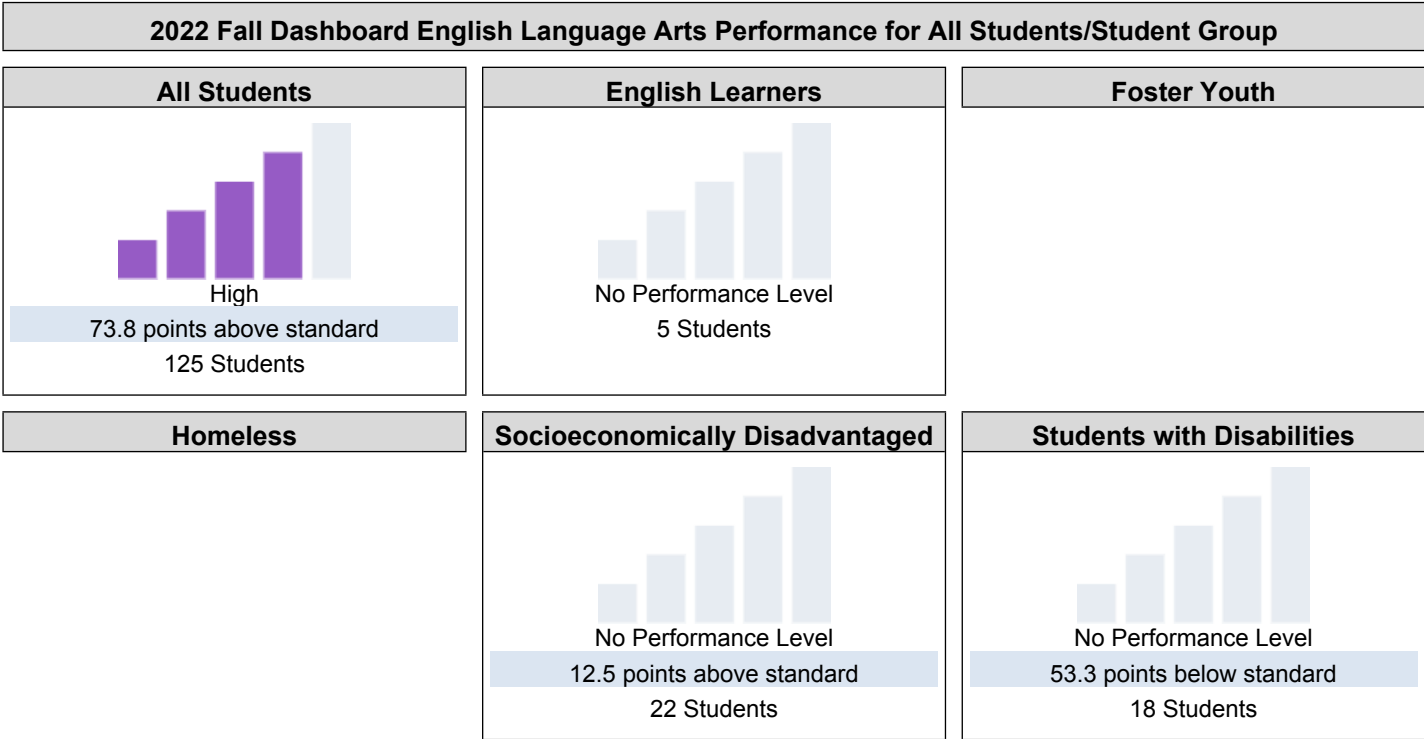 2022 Fall Dashboard English Language Arts Performance for All Students/Student Group
All Students
High
73.8 points above standard
125 Students
English Learners
No Performance Level
5 Students
Foster Youth
Homeless
Socioeconomically Disadvantaged
No Performance Level
12.5 points above standard
22 Students
Students with Disabilities
No Performance Level
53.3 points below standard
18 Students